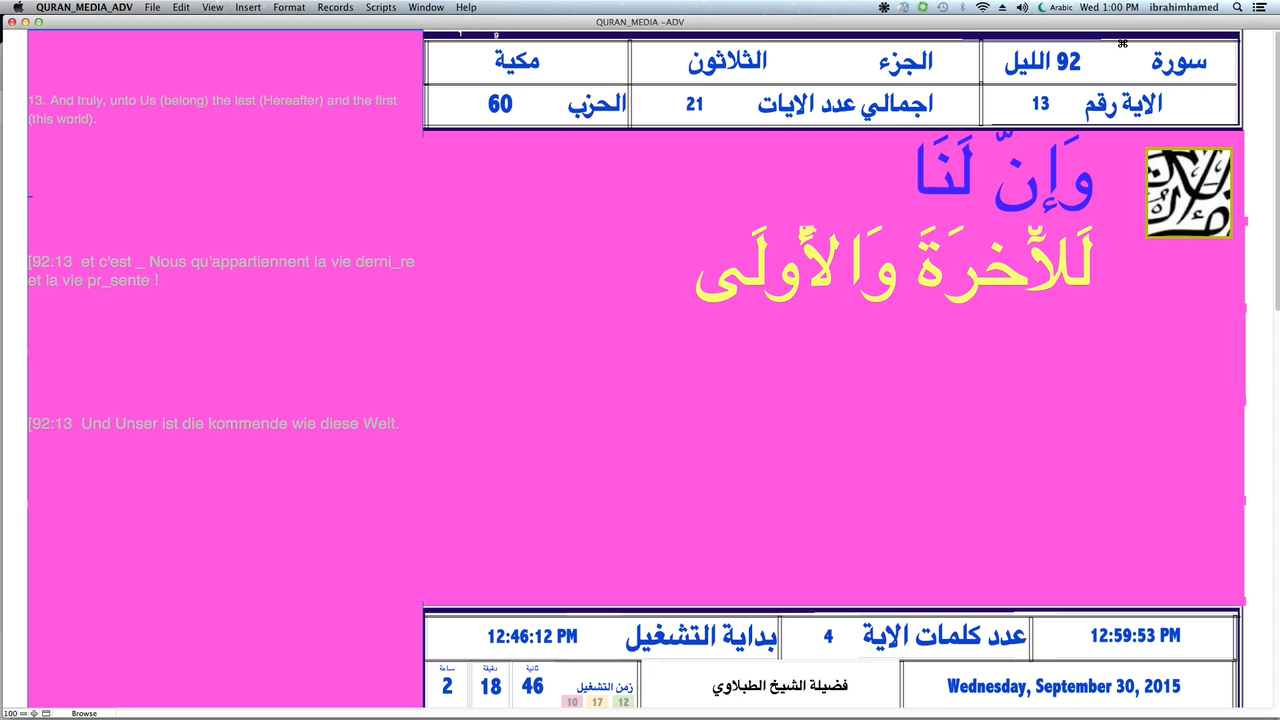 QURAN_MEDIA_ADV File Edit View Insert Format Records Scripts Window Help Arabic Wed 1:00 PM ibrahimhamed
QURAN_MEDIA -ADV
1 9
سورة 92 الليل الجزء الثلاثون مكية
الاية رقم 13 اجمالي عدد الايات 21 الحزب 60
13. And truly, unto Us (belong) the last (Hereafter) and the first
(this world).
وَإِنّ لَنَا
لَلآخرَةَ وَالأُولَى
[92:13 et c'est _ Nous qu'appartiennent la vie derni_re
et la vie pr_sente !
[92:13 Und Unser ist die kommende wie diese Welt.
12:59:53 PM عدد كلمات الاية 4 بداية التشغيل 12:46:12 PM
ساعة دقيقة ثانية
2 18 46 زمن التشغيل فضيلة الشيخ الطبلاوي Wednesday, September 30, 2015
10 17 12
100 Browse